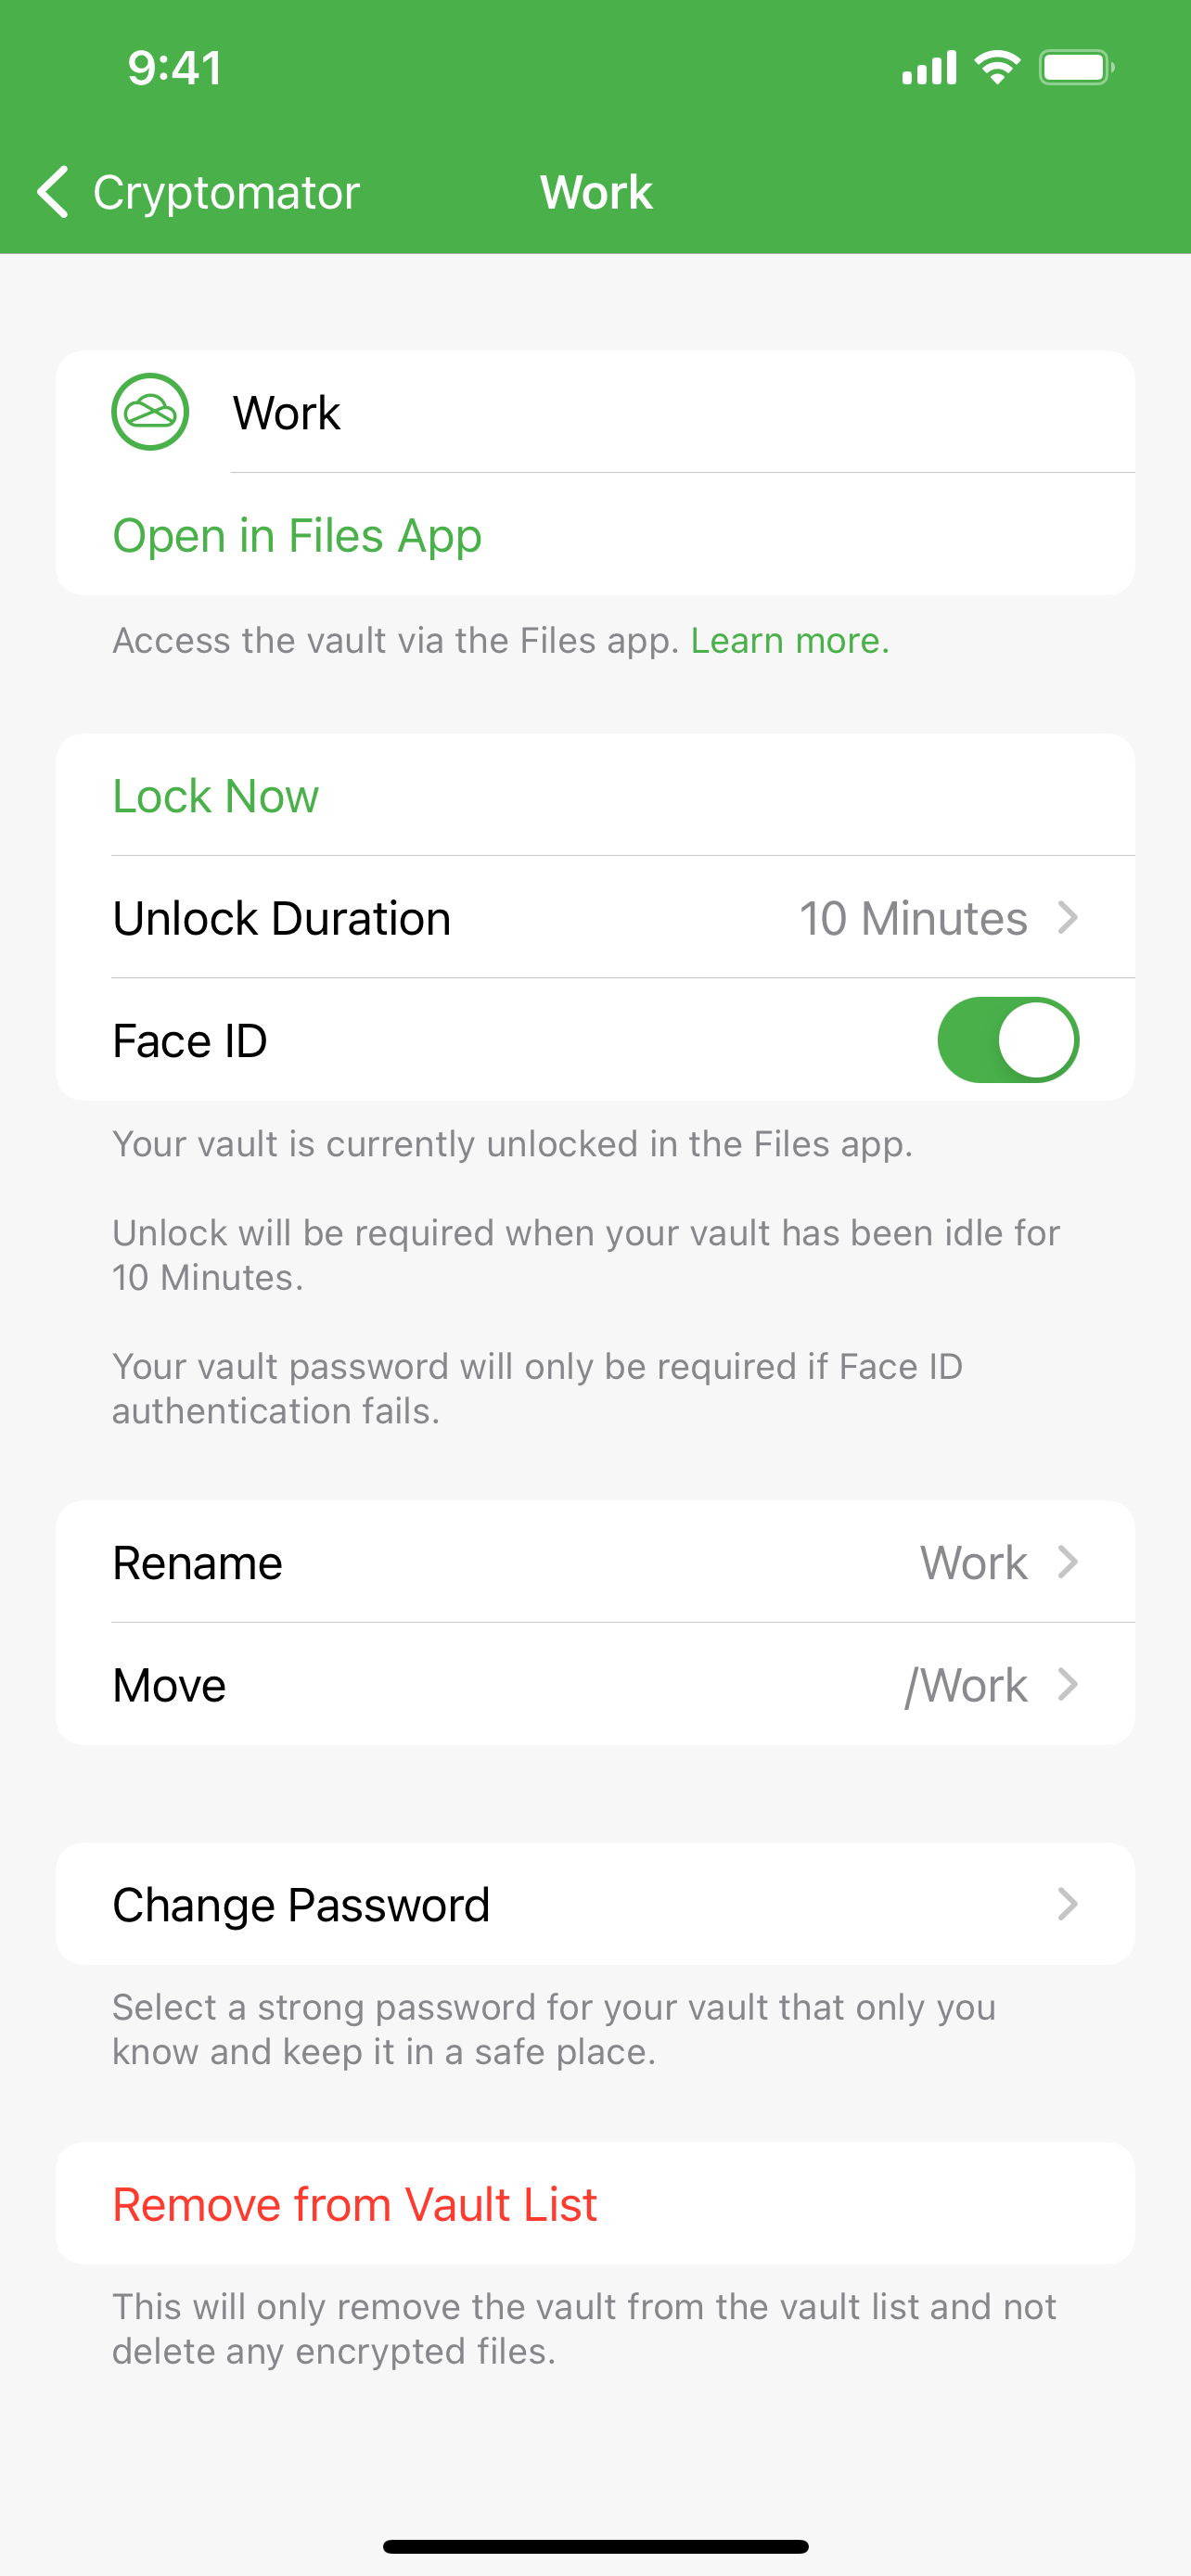 9:41
Cryptomator Work
Work
Open in Files App
Access the vault via the Files app. Learn more.
Lock Now
Unlock Duration 10 Minutes
Face ID
Your vault is currently unlocked in the Files app.
Unlock will be required when your vault has been idle for
10 Minutes.
Your vault password will only be required if Face ID
authentication fails.
Rename Work
Move /Work
Change Password
Select a strong password for your vault that only you
know and keep it in a safe place.
Remove from Vault List
This will only remove the vault from the vault list and not
delete any encrypted files.